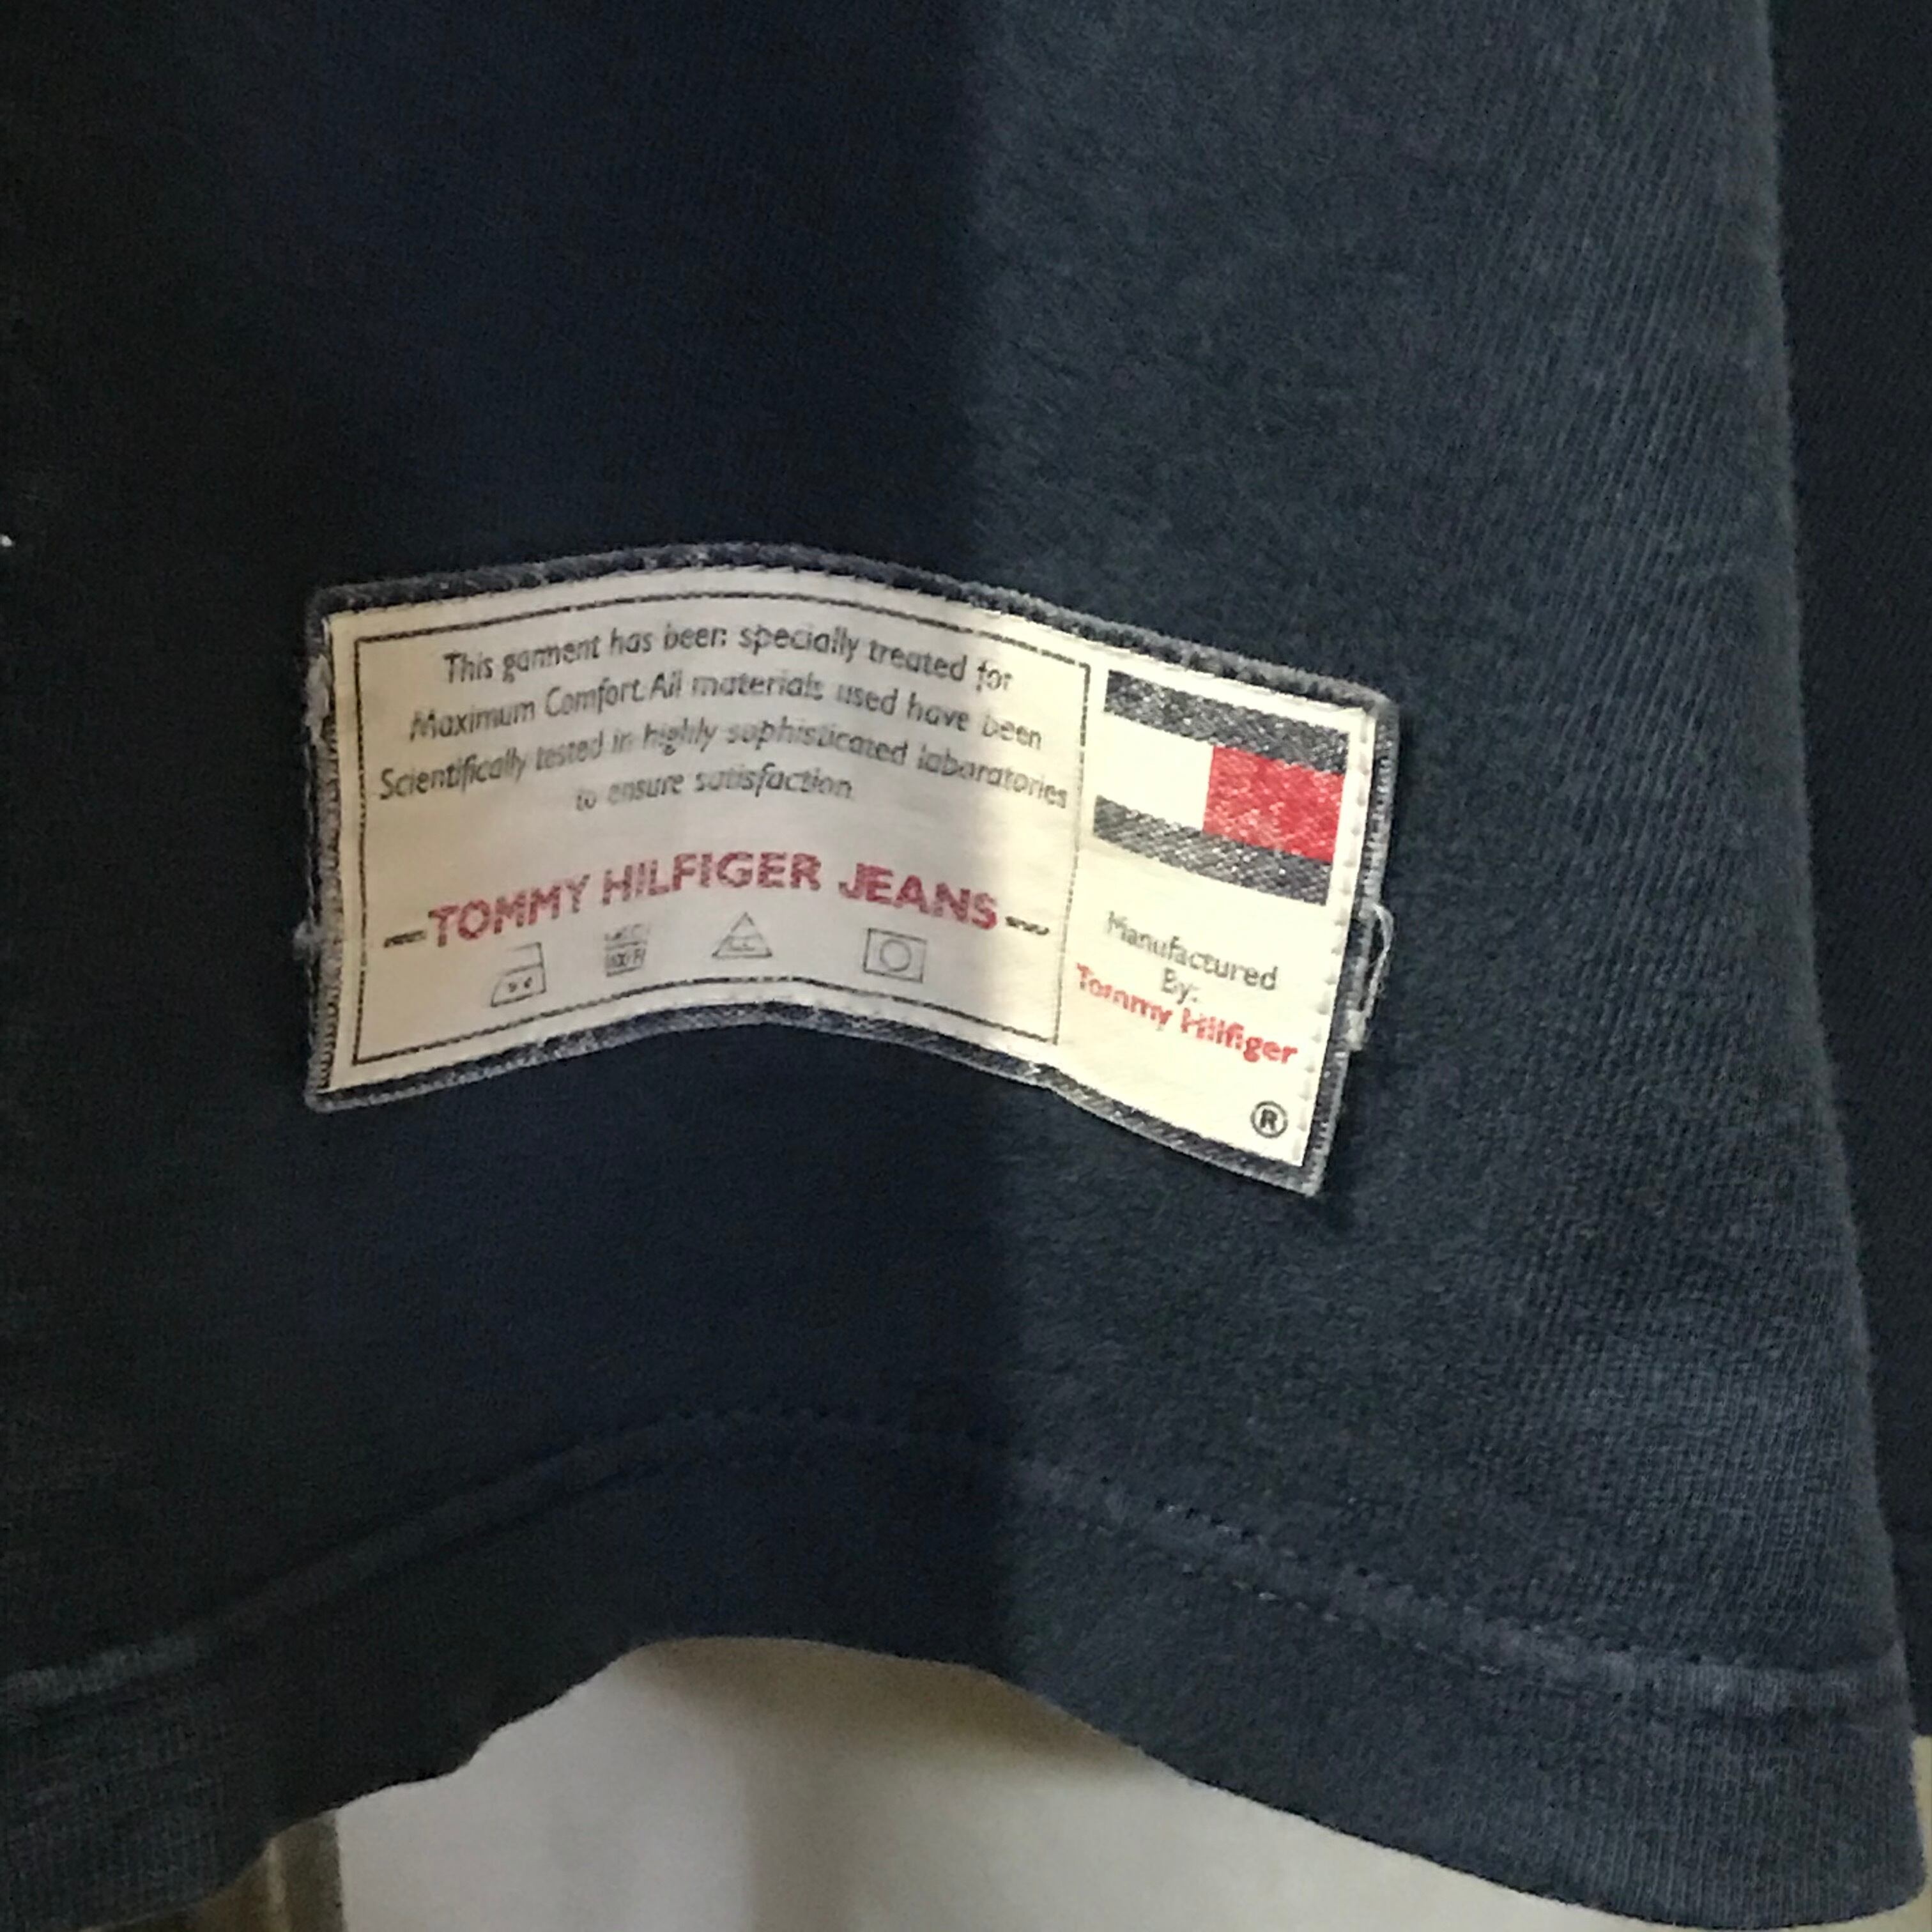 This garment has been specially treated for
Maximum Comfort. All materials used have been
Scientifically tested in highly sophisticated laboratories
to ensure satisfaction.
TOMMY HILFIGER JEANS
Manufactured
By:
Tommy Hilfiger
®